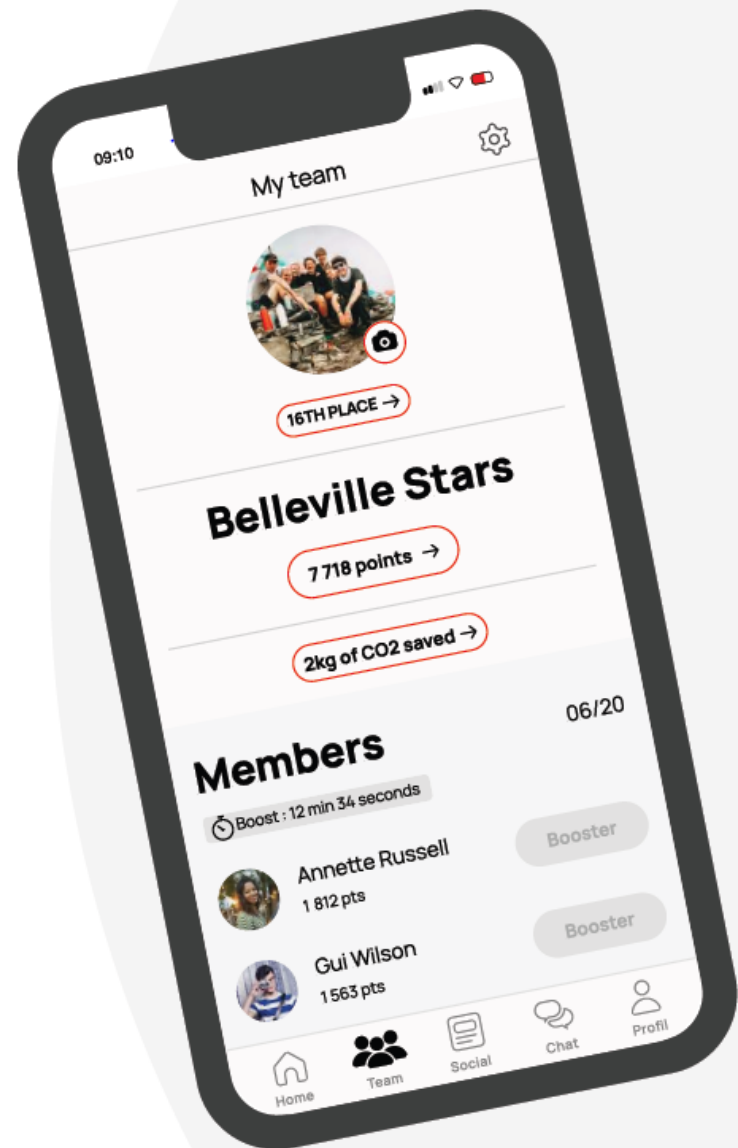 09:10
My team
16TH PLACE →
Belleville Stars
7 718 points →
2kg of CO2 saved →
Members
06/20
Boost : 12 min 34 seconds
Annette Russell
1 812 pts
Booster
Gui Wilson
1 563 pts
Booster
Home
Team
Social
Chat
Profil